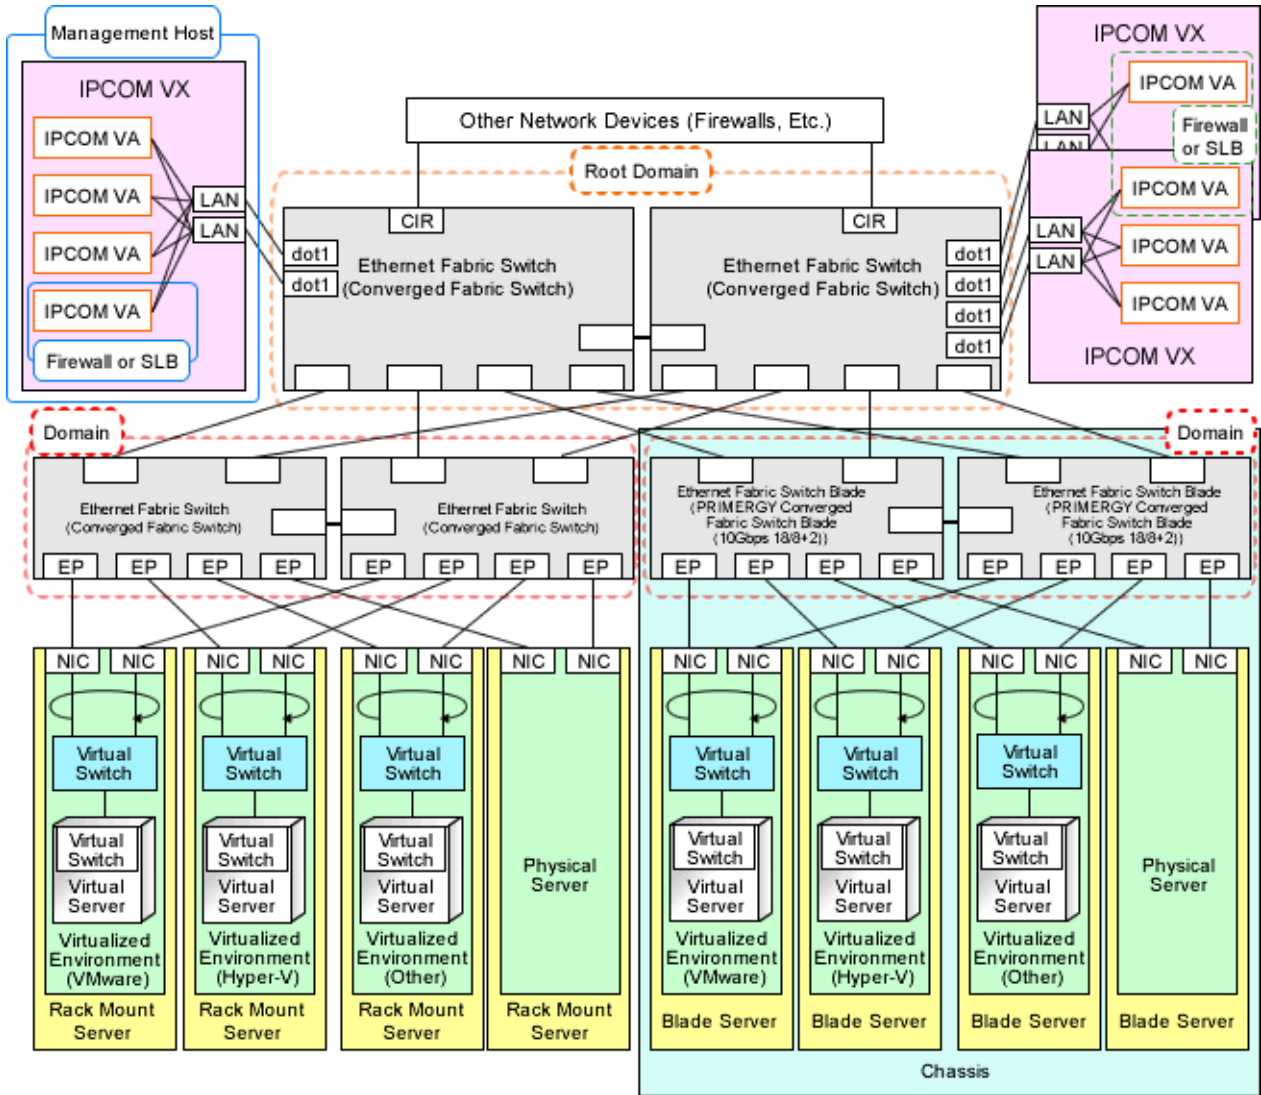 Management Host
IPCOM VX
IPCOM VA
IPCOM VA
IPCOM VA
IPCOM VA
LAN
LAN
Firewall or SLB
Other Network Devices (Firewalls, Etc.)
Root Domain
CIR
dot1
dot1
Ethernet Fabric Switch
(Converged Fabric Switch)
CIR
Ethernet Fabric Switch
(Converged Fabric Switch)
dot1
dot1
dot1
dot1
IPCOM VX
IPCOM VA
LAN
LAN
Firewall
or SLB
IPCOM VA
LAN
LAN
IPCOM VA
IPCOM VA
IPCOM VX
Domain
Domain
Ethernet Fabric Switch
(Converged Fabric Switch)
EP
EP
EP
EP
Ethernet Fabric Switch
(Converged Fabric Switch)
EP
EP
EP
EP
Ethernet Fabric Switch Blade
(PRIMERGY Converged
Fabric Switch Blade
(10Gbps 18/8+2))
EP
EP
EP
EP
Ethernet Fabric Switch Blade
(PRIMERGY Converged
Fabric Switch Blade
(10Gbps 18/8+2))
EP
EP
EP
EP
NIC
NIC
Virtual
Switch
Virtual
Switch
Virtual
Server
Virtualized
Environment
(VMware)
Rack Mount
Server
NIC
NIC
Virtual
Switch
Virtual
Switch
Virtual
Server
Virtualized
Environment
(Hyper-V)
Rack Mount
Server
NIC
NIC
Virtual
Switch
Virtual
Switch
Virtual
Server
Virtualized
Environment
(Other)
Rack Mount
Server
NIC
NIC
Physical
Server
Rack Mount
Server
NIC
NIC
Virtual
Switch
Virtual
Switch
Virtual
Server
Virtualized
Environment
(VMware)
Blade Server
NIC
NIC
Virtual
Switch
Virtual
Switch
Virtual
Server
Virtualized
Environment
(Hyper-V)
Blade Server
NIC
NIC
Virtual
Switch
Virtual
Switch
Virtual
Server
Virtualized
Environment
(Other)
Blade Server
NIC
NIC
Physical
Server
Blade Server
Chassis